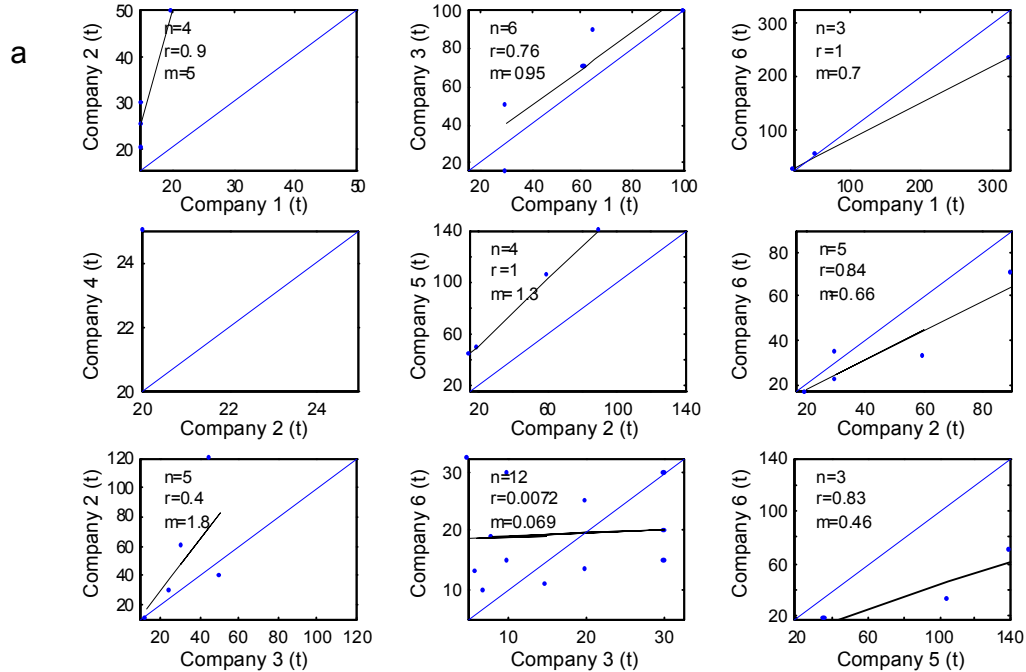 a
50
40
30
20
Company 2 (t)
n=4
r=0. 9
m=5
20
30
40
50
Company 1 (t)
100
80
60
40
20
Company 3 (t)
n=6
r=0.76
m= 0.95
20
40
60
80
100
Company 1 (t)
300
200
100
Company 6 (t)
n=3
r=1
m=0.7
100
200
300
Company 1 (t)
24
22
20
Company 4 (t)
20
22
24
Company 2 (t)
140
100
60
20
Company 5 (t)
n=4
r=1
m= 1.3
20
60
100
140
Company 2 (t)
80
60
40
20
Company 6 (t)
n=5
r=0.84
m=0.66
20
40
60
80
Company 2 (t)
120
100
80
60
40
20
Company 2 (t)
n=5
r=0.4
m=1.8
20
40
60
80
100
120
Company 3 (t)
30
20
10
Company 6 (t)
n=12
r=0.0072
m=0.069
10
20
30
Company 3 (t)
140
100
60
20
Company 6 (t)
n=3
r=0.83
m=0.46
20
60
100
140
Company 5 (t)